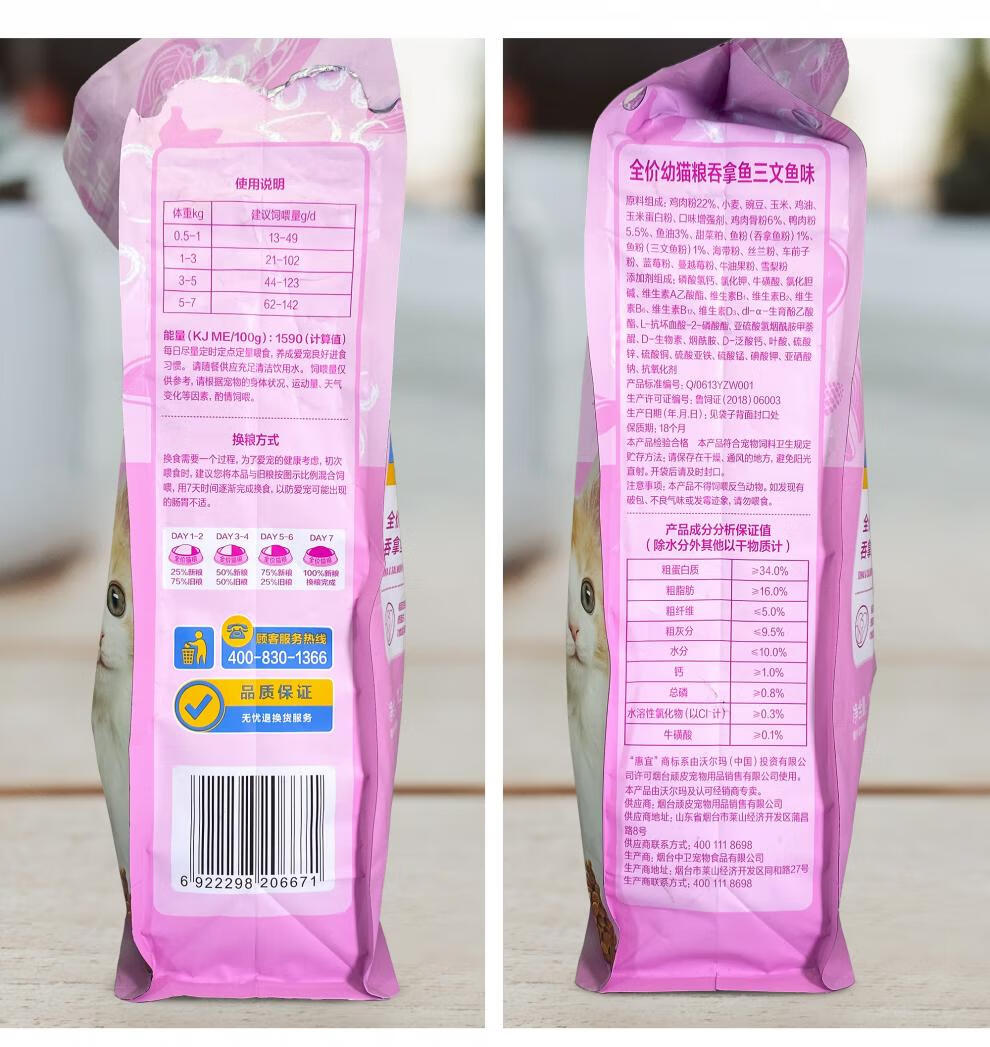 使用说明
体重kg 建议饲喂量g/d
0.5-1 13-49
1-3 21-102
3-5 44-123
5-7 62-142
能量(KJ ME/100g):1590(计算值)
每日尽量定时定点定量喂食,养成爱宠良好进食
习惯。请随餐供应充足清洁饮用水。饲喂量仅
供参考,请根据宠物的身体状况、运动量、天气
变化等因素,酌情饲喂。
换粮方式
换食需要一个过程,为了爱宠的健康考虑,初次
喂食时,建议您将本品与旧粮按图示比例混合饲
喂,用7天时间逐渐完成换食,以防爱宠可能出现
的肠胃不适。
DAY1-2 DAY3-4 DAY5-6 DAY7
全价猫粮 全价猫粮 全价猫粮 全价猫粮
25%新粮 50%新粮 75%新粮 100%新粮
75%旧粮 50%旧粮 25%旧粮 换粮完成
顾客服务热线
400-830-1366
品质保证
无忧退换货服务
6 922298 206671
全价幼猫粮吞拿鱼三文鱼味
原料组成:鸡肉粉22%、小麦、豌豆、玉米、鸡油、
玉米蛋白粉、口味增强剂、鸡肉骨粉6%、鸭肉粉
5.5%、鱼油3%、甜菜粕、鱼粉(吞拿鱼粉)1%、
鱼粉(三文鱼粉)1%、海带粉、丝兰粉、车前子
粉、蓝莓粉、蔓越莓粉、牛油果粉、雪梨粉
添加剂组成:磷酸氢钙、氯化钾、牛磺酸、氯化胆
碱、维生素A乙酸酯、维生素B₁、维生素B₂、维生
素B₆、维生素B₁₂、维生素D₃、dl-α-生育酚乙酸
酯、L-抗坏血酸-2-磷酸酯、亚硫酸氢烟酰胺甲萘
醌、D-生物素、烟酰胺、D-泛酸钙、叶酸、硫酸
锌、硫酸铜、硫酸亚铁、硫酸锰、碘酸钾、亚硒酸
钠、抗氧化剂
产品标准编号:Q/0613YZW001
生产许可证编号:鲁饲证(2018)06003
生产日期(年.月.日):见袋子背面封口处
保质期:18个月
本产品检验合格 本产品符合宠物饲料卫生规定
贮存方法:请保存在干燥、通风的地方,避免阳光
直射。开袋后请及时封口。
注意事项:本产品不得饲喂反刍动物。如发现有
破包、不良气味或发霉迹象,请勿喂食。
产品成分分析保证值
(除水分外其他以干物质计)
粗蛋白质 ≥34.0%
粗脂肪 ≥16.0%
粗纤维 ≤5.0%
粗灰分 ≤9.5%
水分 ≤10.0%
钙 ≥1.0%
总磷 ≥0.8%
水溶性氯化物(以Cl⁻计) ≥0.3%
牛磺酸 ≥0.1%
“惠宜”商标系由沃尔玛(中国)投资有限公
司许可烟台顽皮宠物用品销售有限公司使用。
本产品由沃尔玛及认可经销商专卖。
供应商:烟台顽皮宠物用品销售有限公司
供应商地址:山东省烟台市莱山经济开发区蒲昌
路8号
供应商联系方式:400 111 8698
生产商:烟台中卫宠物食品有限公司
生产商地址:烟台市莱山经济开发区同和路27号
生产商联系方式:400 111 8698